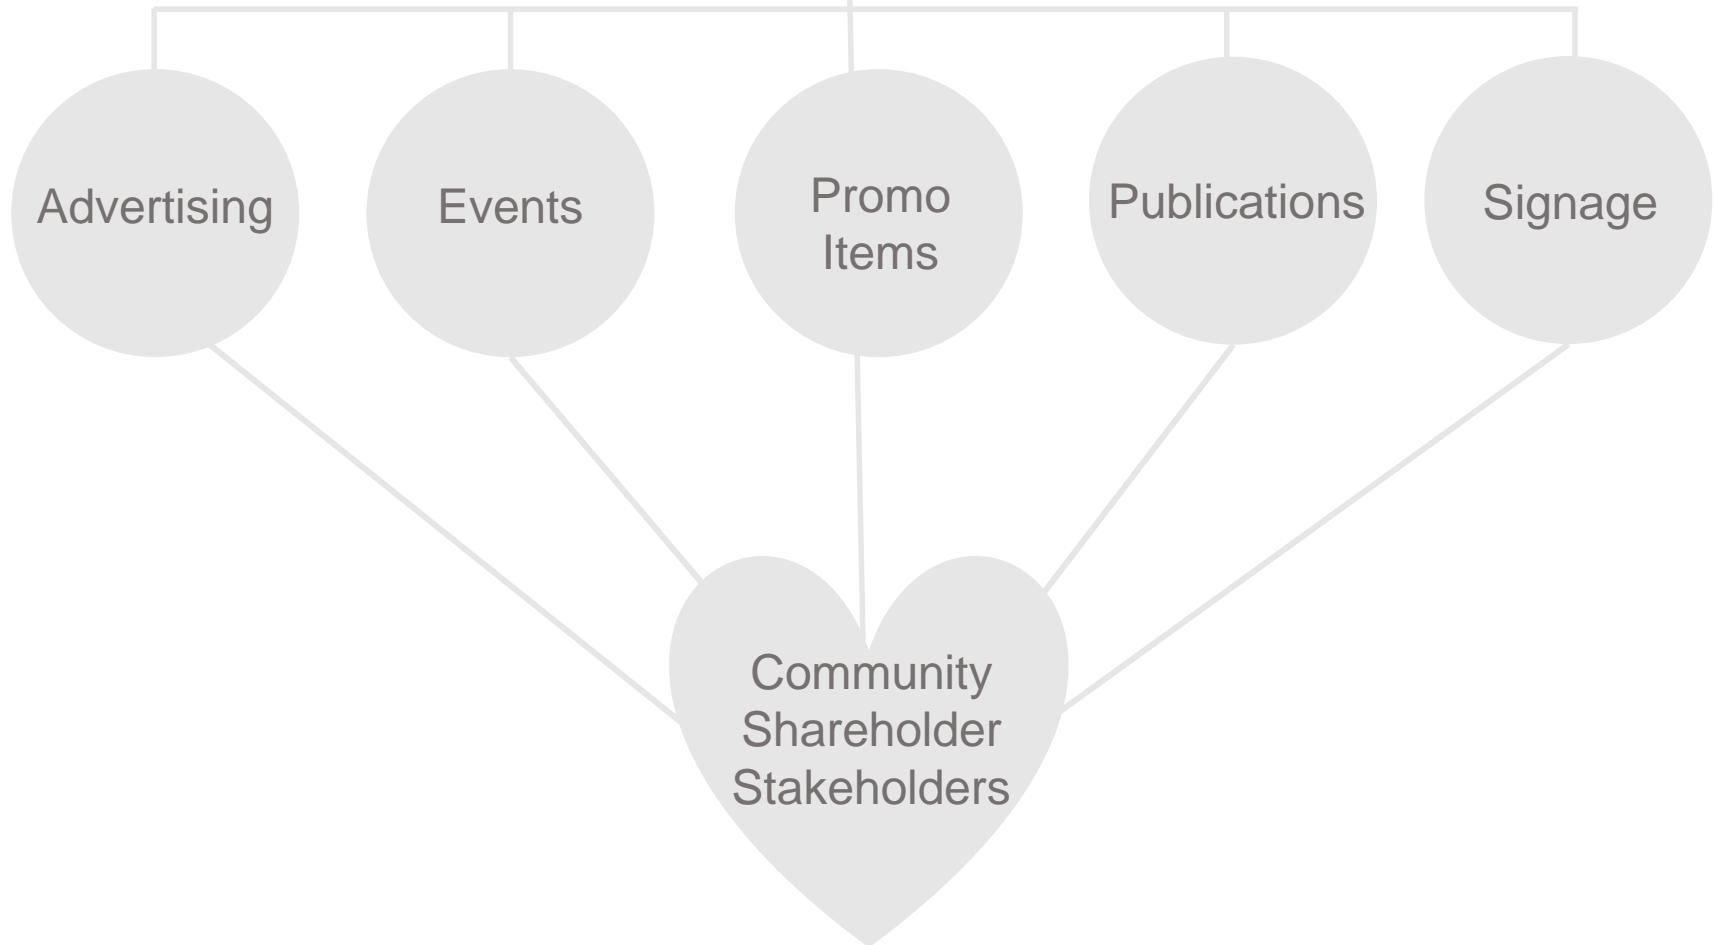 Advertising
Events
Promo
Items
Publications
Signage
Community
Shareholder
Stakeholders